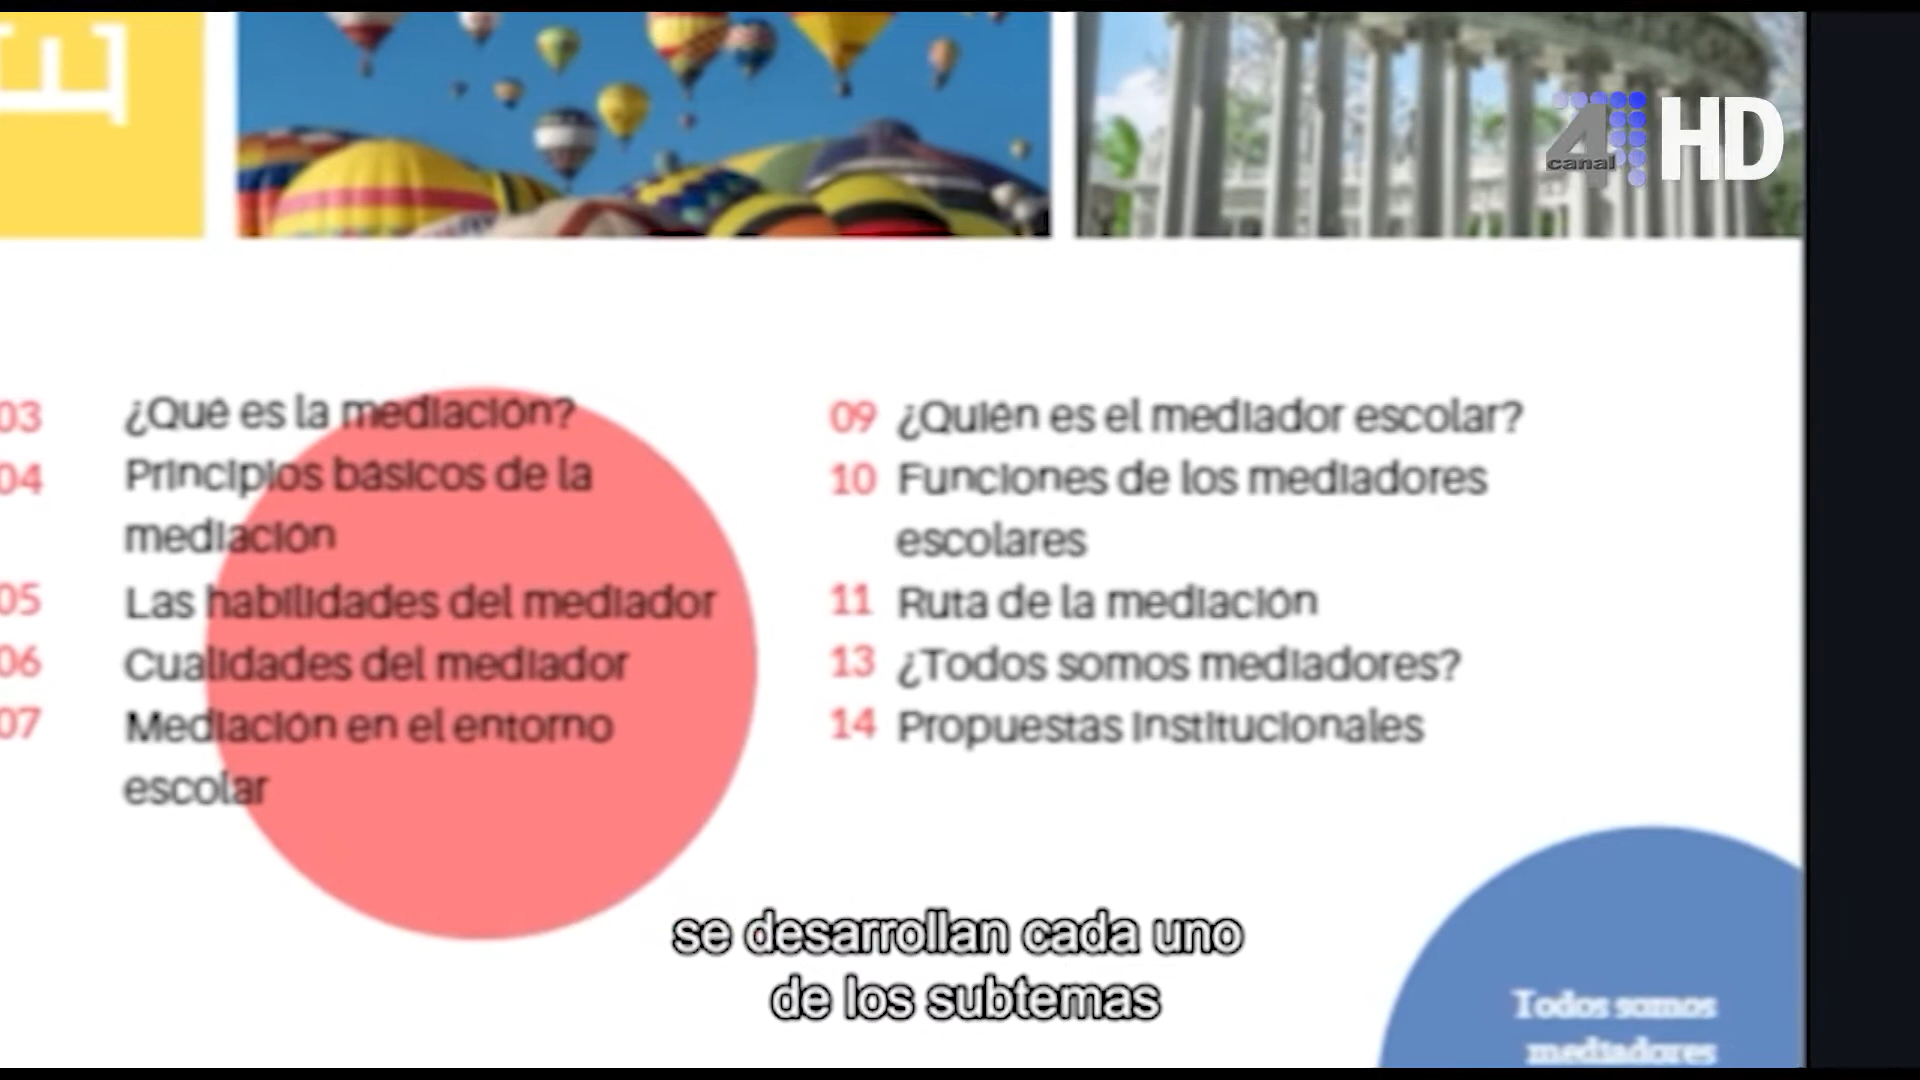 E
4
canal
HD
03 ¿Qué es la mediación?
04 Principios básicos de la
mediación
05 Las habilidades del mediador
06 Cualidades del mediador
07 Mediación en el entorno
escolar
09 ¿Quién es el mediador escolar?
10 Funciones de los mediadores
escolares
11 Ruta de la mediación
13 ¿Todos somos mediadores?
14 Propuestas institucionales
se desarrollan cada uno
de los subtemas
Todos somos
mediadores